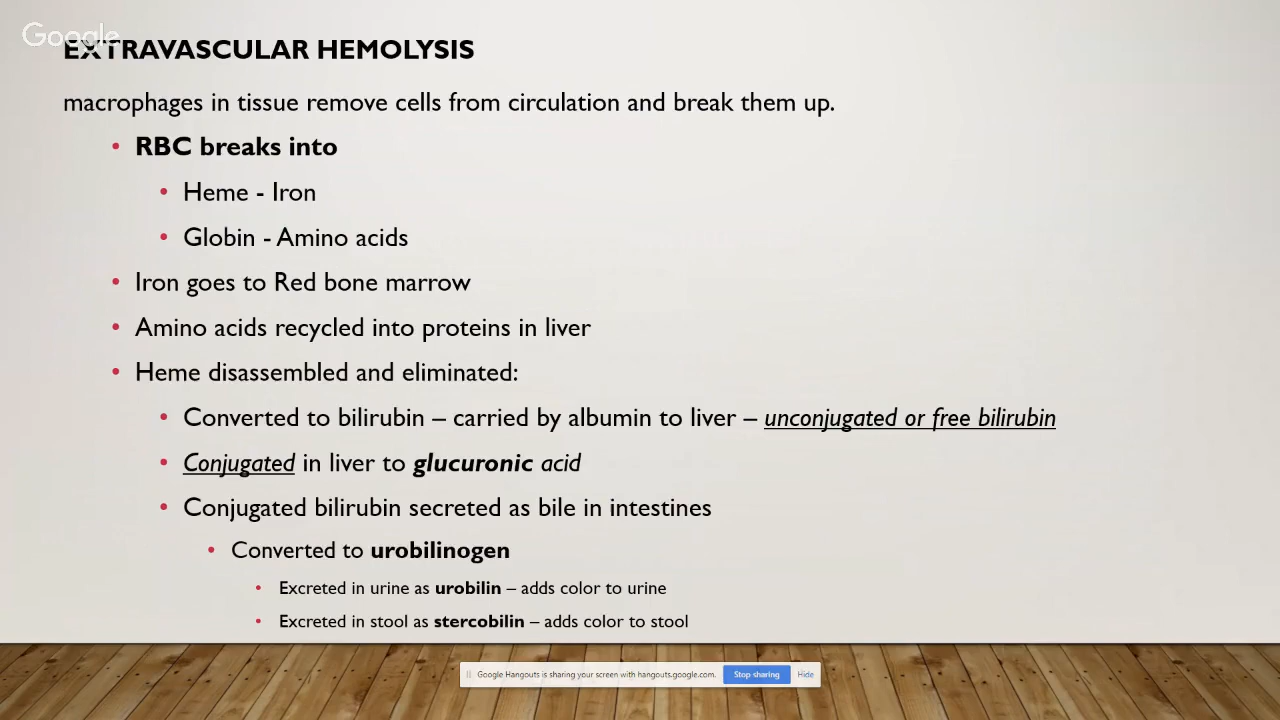 Google
EXTRAVASCULAR HEMOLYSIS
macrophages in tissue remove cells from circulation and break them up.
• RBC breaks into
• Heme - Iron
• Globin - Amino acids
• Iron goes to Red bone marrow
• Amino acids recycled into proteins in liver
• Heme disassembled and eliminated:
• Converted to bilirubin – carried by albumin to liver – unconjugated or free bilirubin
• Conjugated in liver to glucuronic acid
• Conjugated bilirubin secreted as bile in intestines
• Converted to urobilinogen
• Excreted in urine as urobilin – adds color to urine
• Excreted in stool as stercobilin – adds color to stool
Google Hangouts is sharing your screen with hangouts.google.com. Stop sharing Hide